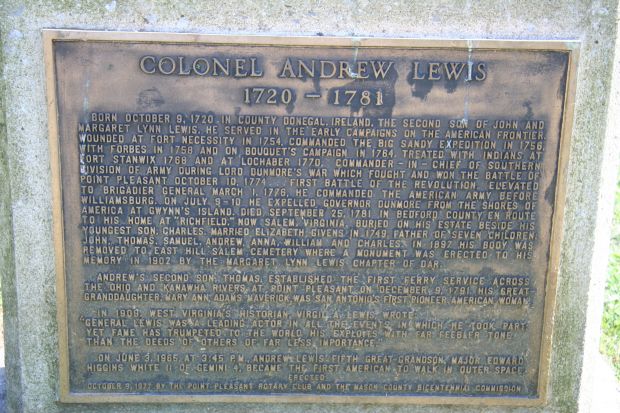 COLONEL ANDREW LEWIS
1720 - 1781
BORN OCTOBER 9, 1720, IN COUNTY DONEGAL, IRELAND, THE SECOND SON OF JOHN AND
MARGARET LYNN LEWIS. HE SERVED IN THE EARLY CAMPAIGNS ON THE AMERICAN FRONTIER.
WOUNDED AT FORT NECESSITY IN 1754, COMMANDED THE BIG SANDY EXPEDITION IN 1756,
WITH FORBES IN 1758 AND ON BOUQUET'S CAMPAIGN IN 1764. TREATED WITH INDIANS AT
FORT STANWIX 1768 AND AT LOCHABER 1770. COMMANDER-IN-CHIEF OF SOUTHERN
DIVISION OF ARMY DURING LORD DUNMORE'S WAR WHICH FOUGHT AND WON THE BATTLE OF
POINT PLEASANT, OCTOBER 10, 1774... FIRST BATTLE OF THE REVOLUTION. ELEVATED
TO BRIGADIER GENERAL MARCH 1, 1776, HE COMMANDED THE AMERICAN ARMY BEFORE
WILLIAMSBURG. ON JULY 9-10 HE EXPELLED GOVERNOR DUNMORE FROM THE SHORES OF
AMERICA AT GWYNN'S ISLAND. DIED SEPTEMBER 25, 1781, IN BEDFORD COUNTY EN ROUTE
TO HIS HOME AT "RICHFIELD," NOW SALEM, VIRGINIA. BURIED ON HIS ESTATE BESIDE HIS
YOUNGEST SON, CHARLES. MARRIED ELIZABETH GIVENS IN 1749. FATHER OF SEVEN CHILDREN:
JOHN, THOMAS, SAMUEL, ANDREW, ANNA, WILLIAM AND CHARLES. IN 1897 HIS BODY WAS
REMOVED TO EAST HILL SALEM CEMETERY WHERE A MONUMENT WAS ERECTED TO HIS
MEMORY IN 1902 BY THE MARGARET LYNN LEWIS CHAPTER OF DAR.
ANDREW'S SECOND SON, THOMAS, ESTABLISHED THE FIRST FERRY SERVICE ACROSS
THE OHIO AND KANAWHA RIVERS AT POINT PLEASANT ON DECEMBER 9, 1791. HIS GREAT-
GRANDDAUGHTER, MARY ANN ADAMS MAVERICK, WAS SAN ANTONIO'S FIRST PIONEER AMERICAN WOMAN.
IN 1909, WEST VIRGINIA'S HISTORIAN, VIRGIL A. LEWIS, WROTE:
"GENERAL LEWIS WAS A LEADING ACTOR IN ALL THE EVENTS IN WHICH HE TOOK PART,
YET FAME HAS TRUMPETED TO THE WORLD HIS EXPLOITS WITH FAR FEEBLER TONE
THAN THE DEEDS OF OTHERS OF FAR LESS IMPORTANCE."
ON JUNE 3, 1965, AT 3:45 P.M., ANDREW LEWIS' FIFTH GREAT-GRANDSON, MAJOR EDWARD
HIGGINS WHITE II OF GEMINI 4, BECAME THE FIRST AMERICAN TO WALK IN OUTER SPACE.
ERECTED
OCTOBER 9, 1977 BY THE POINT PLEASANT ROTARY CLUB AND THE MASON COUNTY BICENTENNIAL COMMISSION